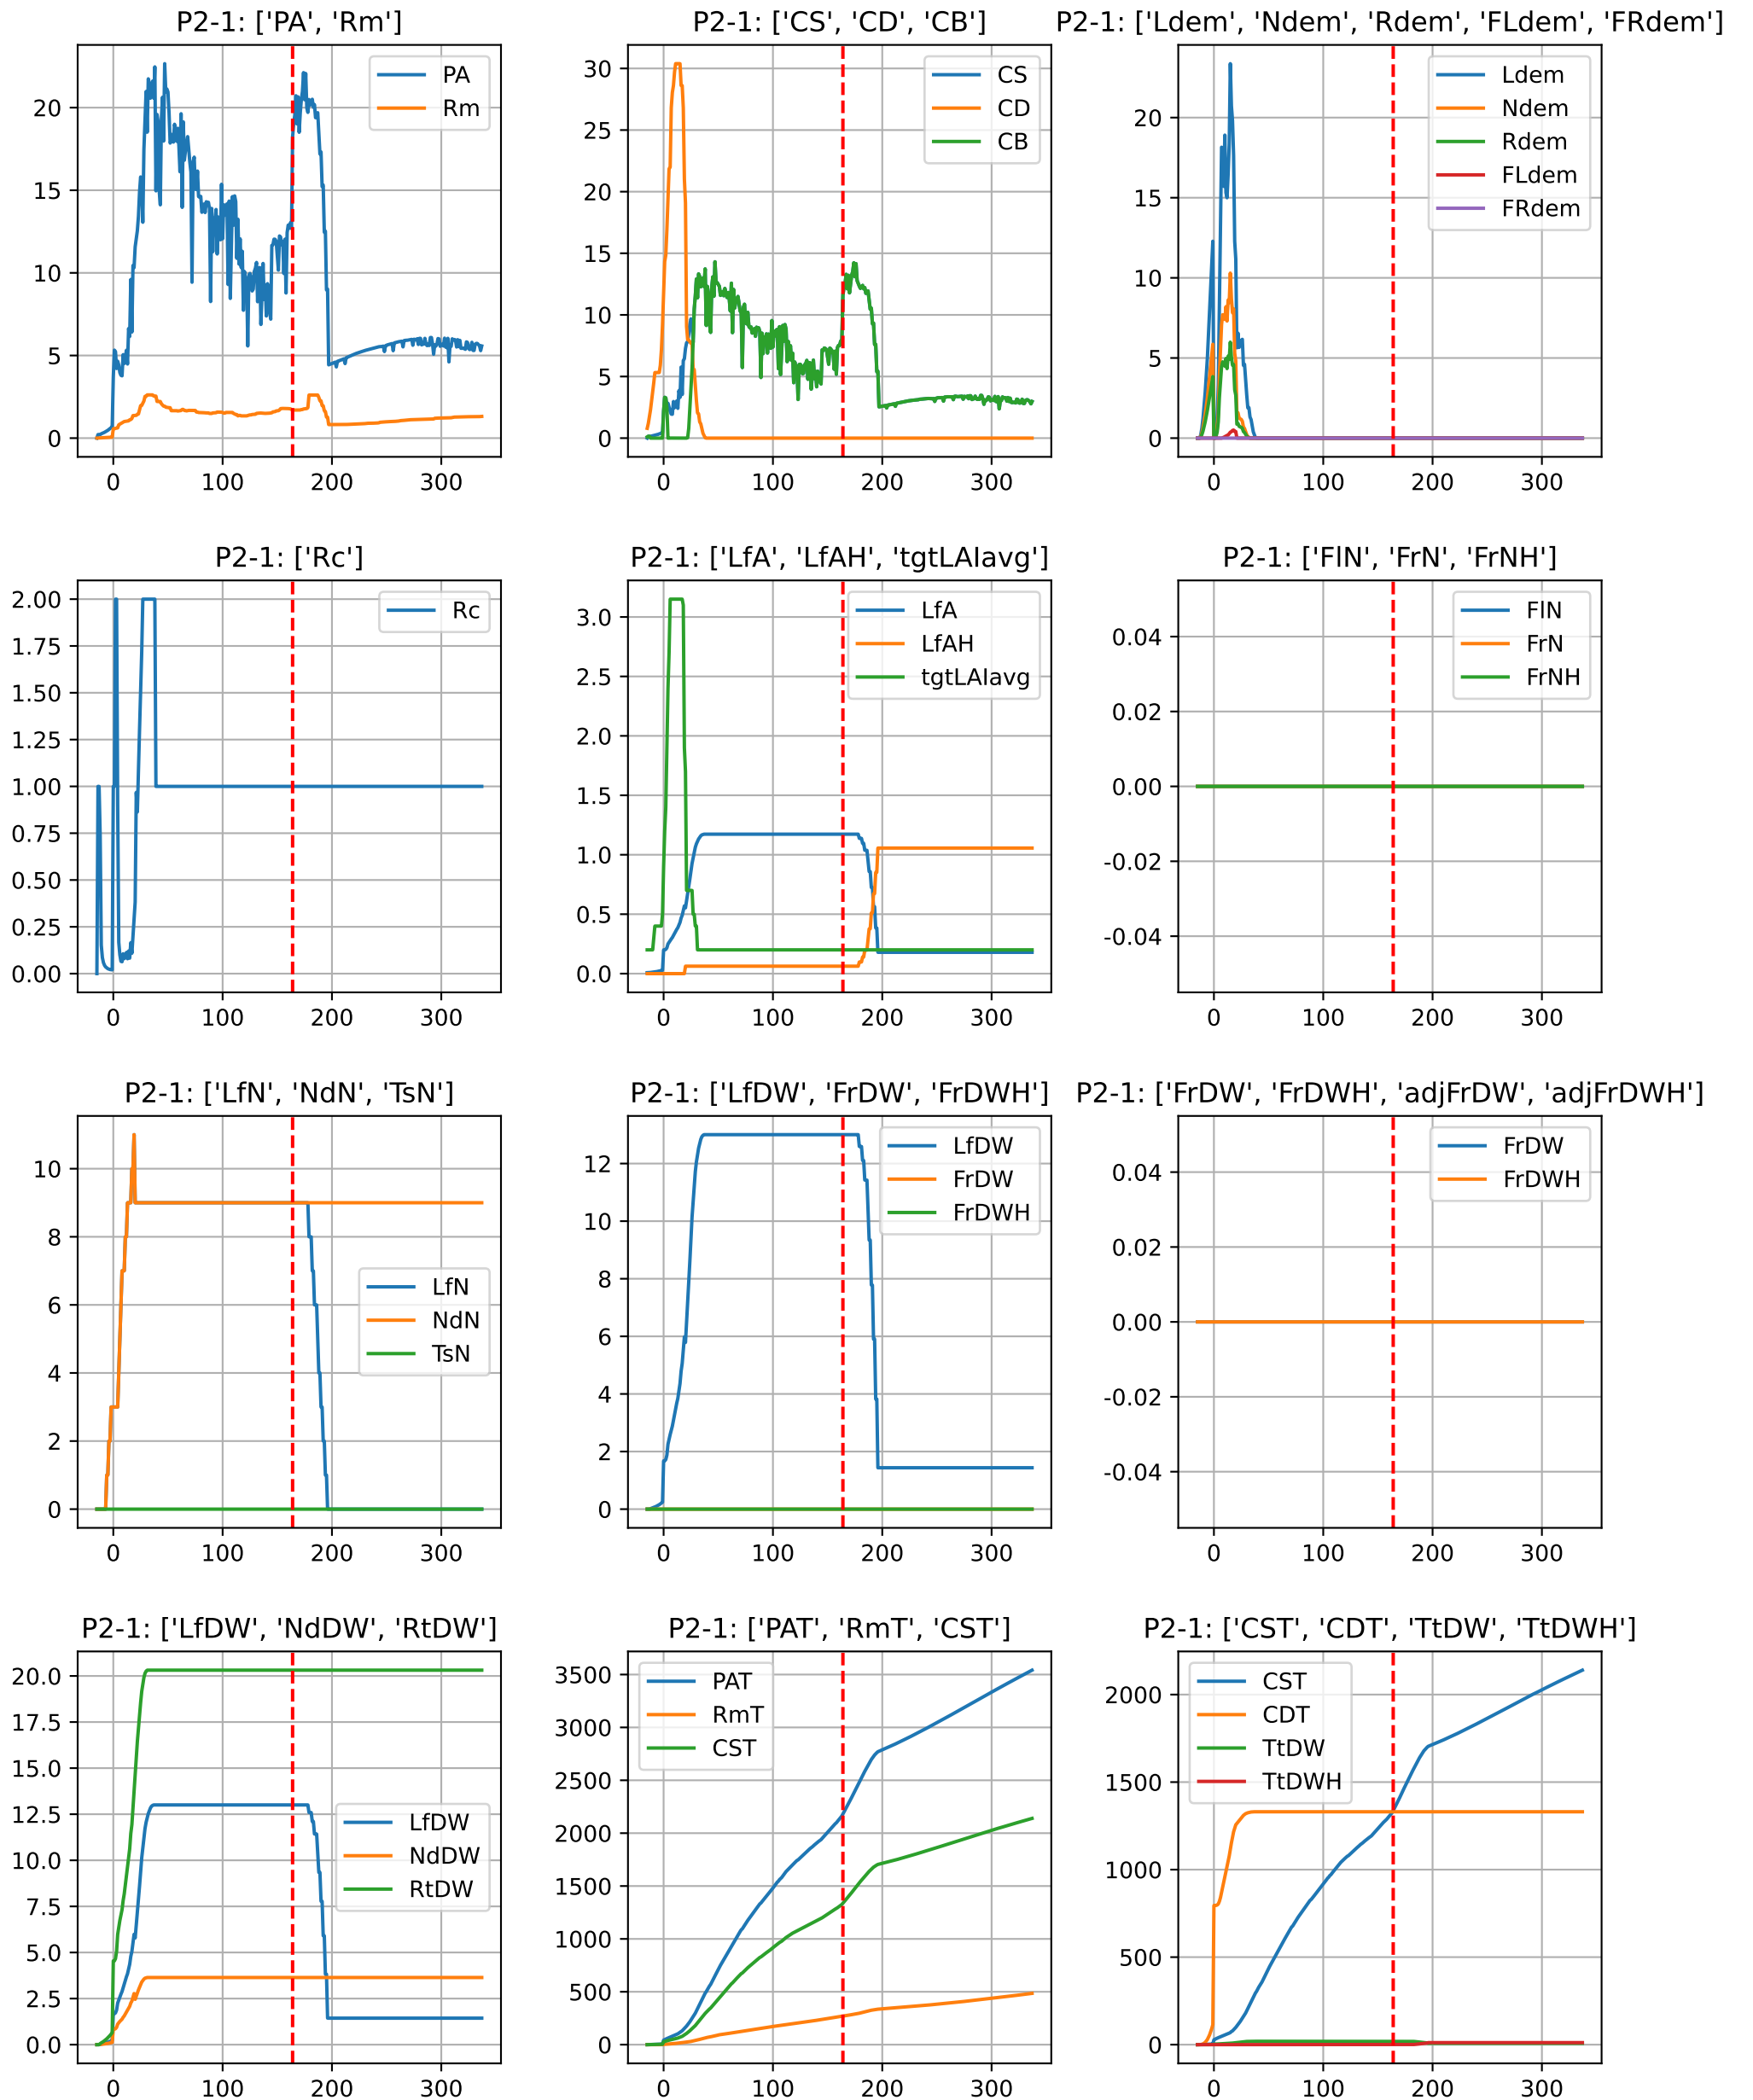 P2-1: ['PA', 'Rm']
20
15
10
5
0
0 100 200 300
PA
Rm
P2-1: ['CS', 'CD', 'CB']
30
25
20
15
10
5
0
0 100 200 300
CS
CD
CB
P2-1: ['Ldem', 'Ndem', 'Rdem', 'FLdem', 'FRdem']
20
15
10
5
0
0 100 200 300
Ldem
Ndem
Rdem
FLdem
FRdem
P2-1: ['Rc']
2.00
1.75
1.50
1.25
1.00
0.75
0.50
0.25
0.00
0 100 200 300
Rc
P2-1: ['LfA', 'LfAH', 'tgtLAIavg']
3.0
2.5
2.0
1.5
1.0
0.5
0.0
0 100 200 300
LfA
LfAH
tgtLAIavg
P2-1: ['FlN', 'FrN', 'FrNH']
0.04
0.02
0.00
-0.02
-0.04
0 100 200 300
FlN
FrN
FrNH
P2-1: ['LfN', 'NdN', 'TsN']
10
8
6
4
2
0
0 100 200 300
LfN
NdN
TsN
P2-1: ['LfDW', 'FrDW', 'FrDWH']
12
10
8
6
4
2
0
0 100 200 300
LfDW
FrDW
FrDWH
P2-1: ['FrDW', 'FrDWH', 'adjFrDW', 'adjFrDWH']
0.04
0.02
0.00
-0.02
-0.04
0 100 200 300
FrDW
FrDWH
P2-1: ['LfDW', 'NdDW', 'RtDW']
20.0
17.5
15.0
12.5
10.0
7.5
5.0
2.5
0.0
0 100 200 300
LfDW
NdDW
RtDW
P2-1: ['PAT', 'RmT', 'CST']
3500
3000
2500
2000
1500
1000
500
0
0 100 200 300
PAT
RmT
CST
P2-1: ['CST', 'CDT', 'TtDW', 'TtDWH']
2000
1500
1000
500
0
0 100 200 300
CST
CDT
TtDW
TtDWH